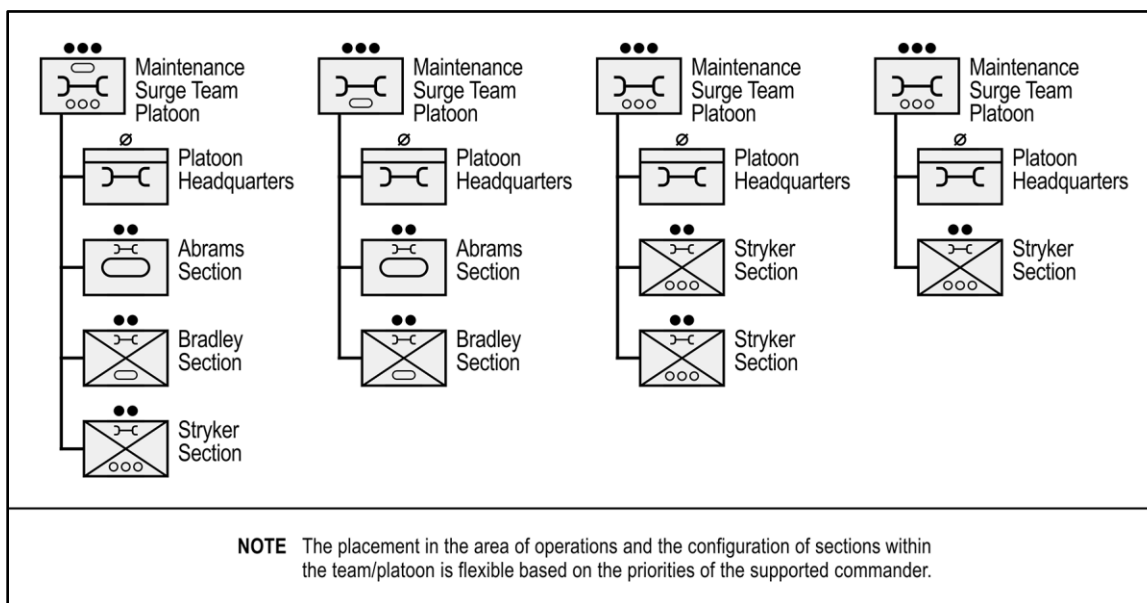 Maintenance
Surge Team
Platoon
Platoon
Headquarters
Abrams
Section
Bradley
Section
Stryker
Section
Maintenance
Surge Team
Platoon
Platoon
Headquarters
Abrams
Section
Bradley
Section
Maintenance
Surge Team
Platoon
Platoon
Headquarters
Stryker
Section
Stryker
Section
Maintenance
Surge Team
Platoon
Platoon
Headquarters
Stryker
Section
NOTE The placement in the area of operations and the configuration of sections within
the team/platoon is flexible based on the priorities of the supported commander.